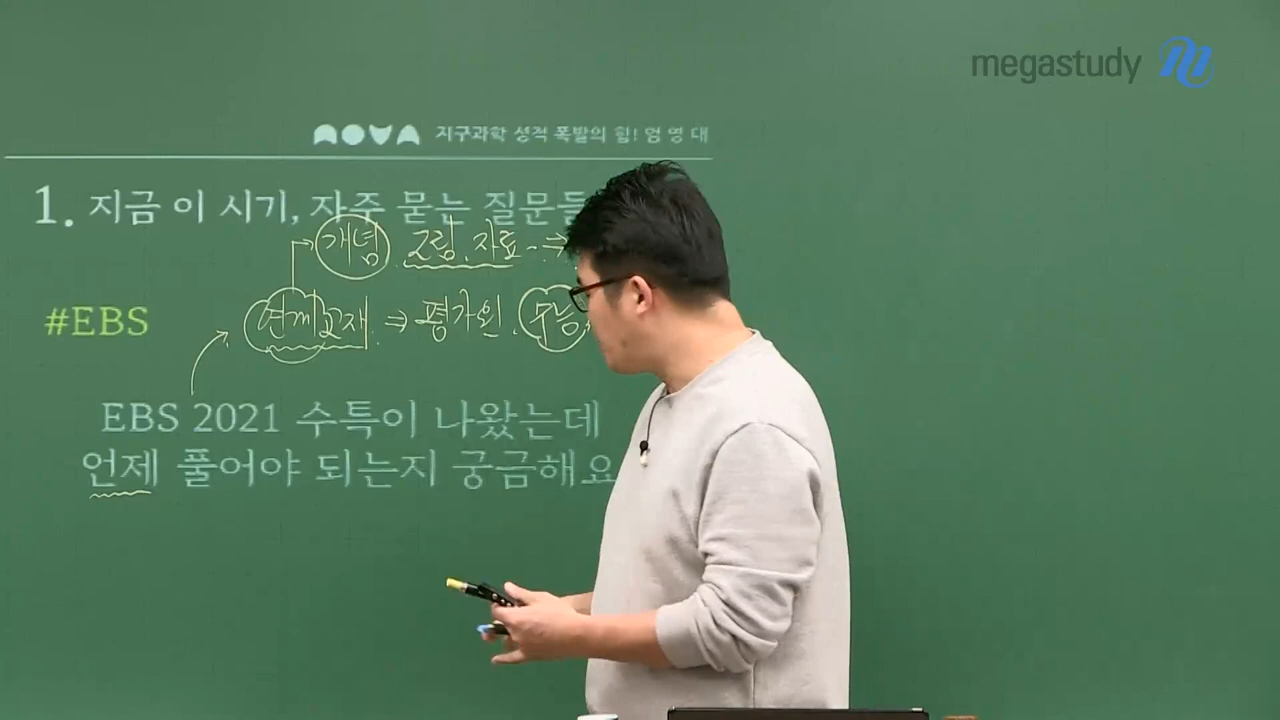 megastudy
지구과학 성적 폭발의 힘! 엄 영 대
1. 지금 이 시기, 자주 묻는 질문들
개념 그림, 자료 →
#EBS
연계교재 ⇒ 평가원, 수능
EBS 2021 수특이 나왔는데
언제 풀어야 되는지 궁금해요